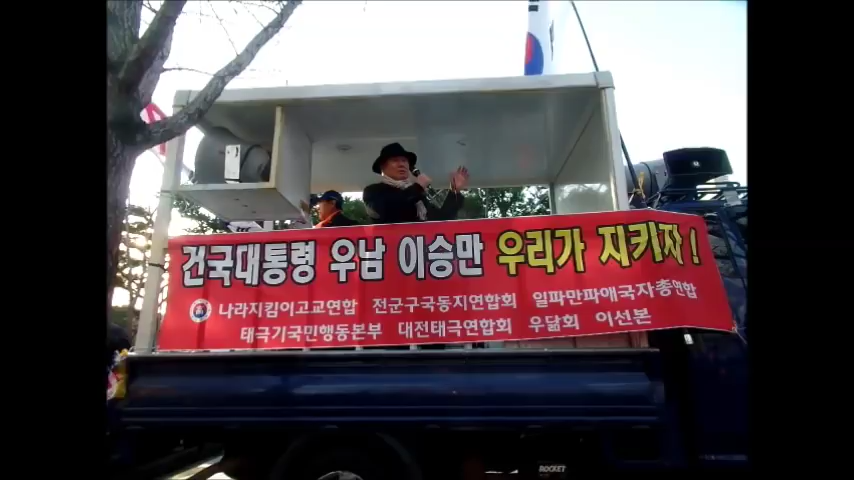 건국대통령 우남 이승만 우리가 지키자!
나라지킴이고교연합 전군구국동지연합회 일파만파애국자총연합
태극기국민행동본부 대전태극연합회 우닮회 이선본
ROCKET